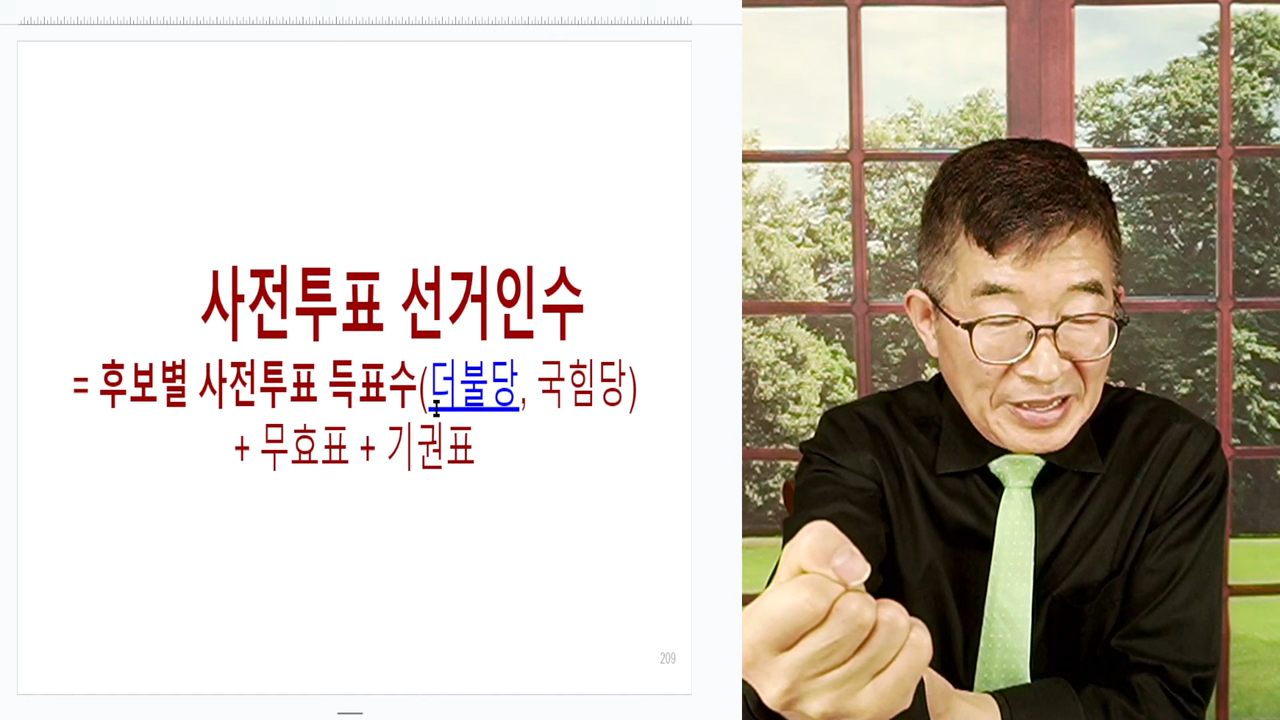 사전투표 선거인수
= 후보별 사전투표 득표수(더불당, 국힘당)
+ 무효표 + 기권표
209